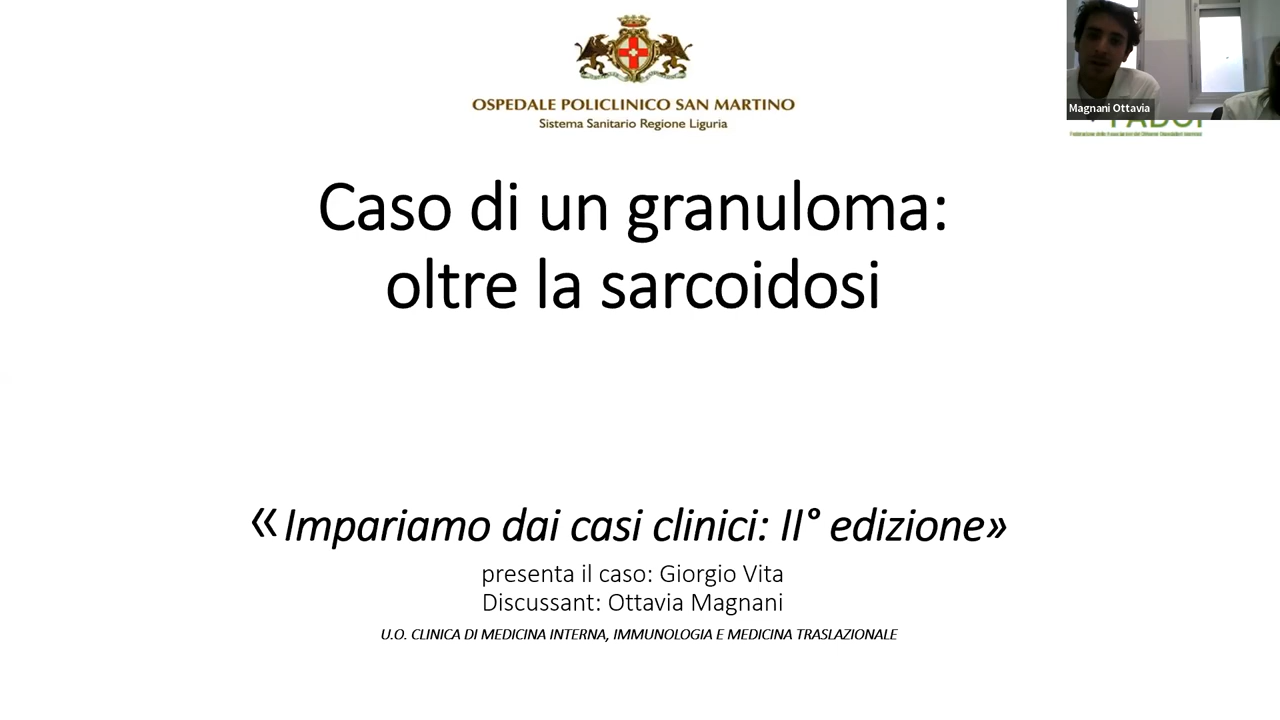 OSPEDALE POLICLINICO SAN MARTINO
Sistema Sanitario Regione Liguria
Magnani Ottavia
Caso di un granuloma:
oltre la sarcoidosi
«Impariamo dai casi clinici: II° edizione»
presenta il caso: Giorgio Vita
Discussant: Ottavia Magnani
U.O. CLINICA DI MEDICINA INTERNA, IMMUNOLOGIA E MEDICINA TRASLAZIONALE